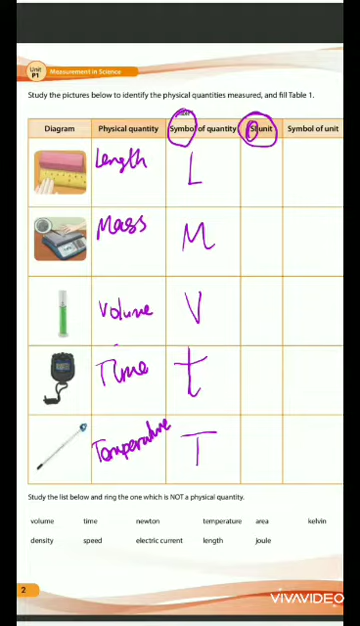 Unit
P1
Measurement in Science
Study the pictures below to identify the physical quantities measured, and fill Table 1.
Diagram Physical quantity Symbol of quantity SI unit Symbol of unit
Length L
Mass M
Volume V
Time t
Temperature T
Study the list below and ring the one which is NOT a physical quantity.
volume time newton temperature area kelvin
density speed electric current length joule
2
VIVAVIDEO